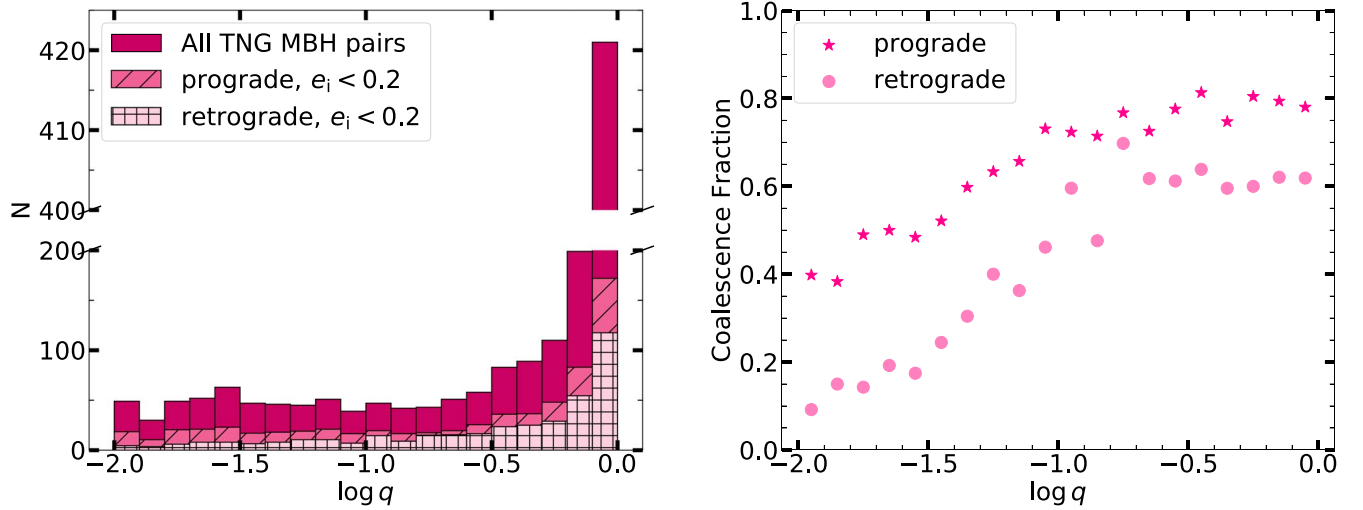 420
410
400
200
100
0
N
All TNG MBH pairs
prograde, e_i < 0.2
retrograde, e_i < 0.2
−2.0 −1.5 −1.0 −0.5 0.0
log q
1.0
0.8
0.6
0.4
0.2
0.0
Coalescence Fraction
prograde
retrograde
−2.0 −1.5 −1.0 −0.5 0.0
log q